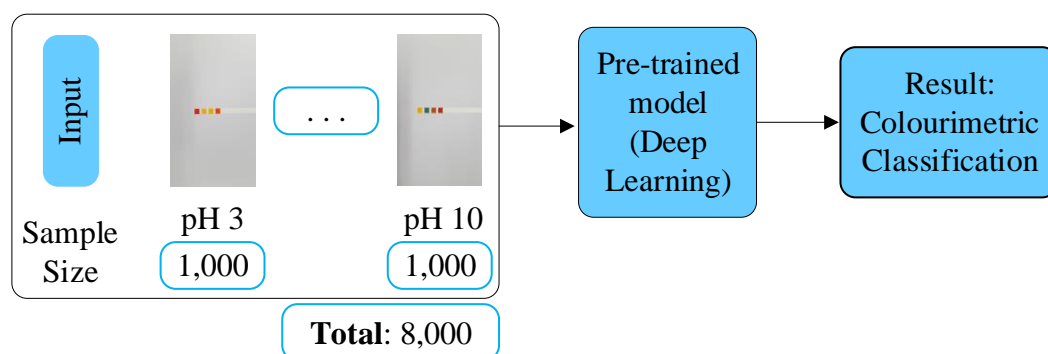 Input
. . .
pH 3
pH 10
Sample
Size
1,000
1,000
Total: 8,000
Pre-trained
model
(Deep
Learning)
Result:
Colourimetric
Classification